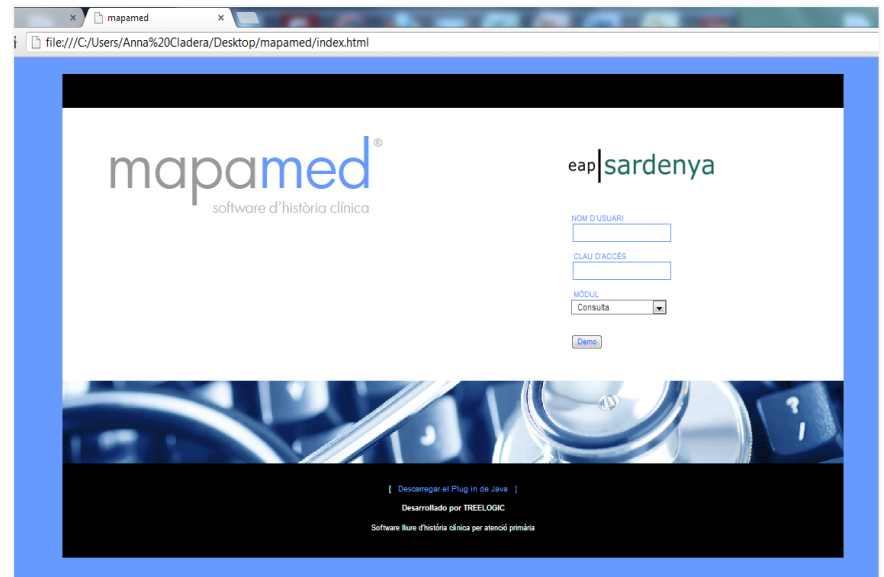 mapamed
file:///C:/Users/Anna%20Cladera/Desktop/mapamed/index.html
mapamed®
software d'història clínica
eap sardenya
NOM D'USUARI
CLAU D'ACCÉS
MÒDUL
Consulta
Demo
? /
[ Descarregar el Plug in de Java ]
Desarrollado por TREELOGIC
Software lliure d'història clínica per atenció primària